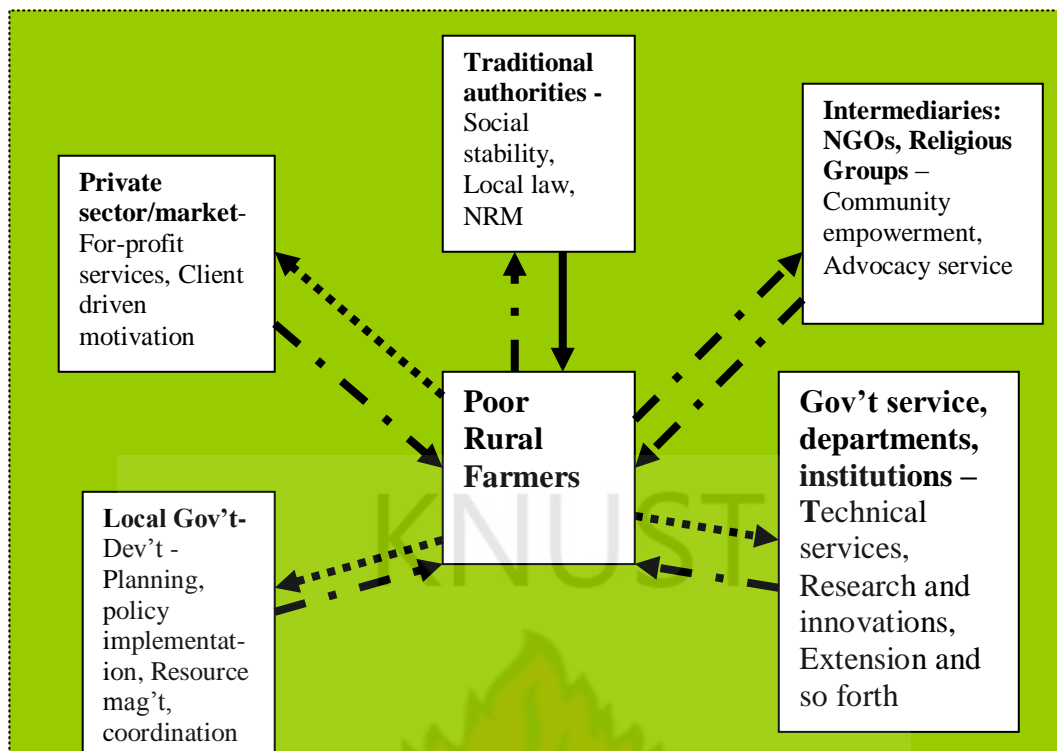 Traditional
authorities -
Social
stability,
Local law,
NRM
Intermediaries:
NGOs, Religious
Groups –
Community
empowerment,
Advocacy service
Private
sector/market-
For-profit
services, Client
driven
motivation
Poor
Rural
Farmers
Gov’t service,
departments,
institutions –
Technical
services,
Research and
innovations,
Extension and
so forth
Local Gov’t-
Dev’t -
Planning,
policy
implementat-
ion, Resource
mag’t,
coordination
KNUST